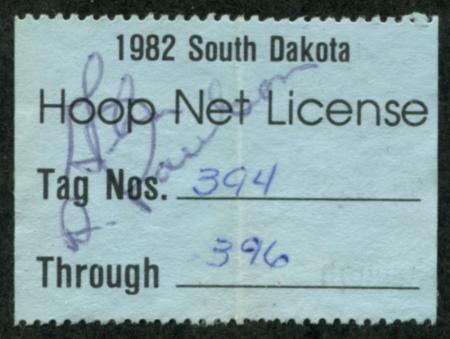 1982 South Dakota
Hoop Net License
Tag Nos. 394
Through 396